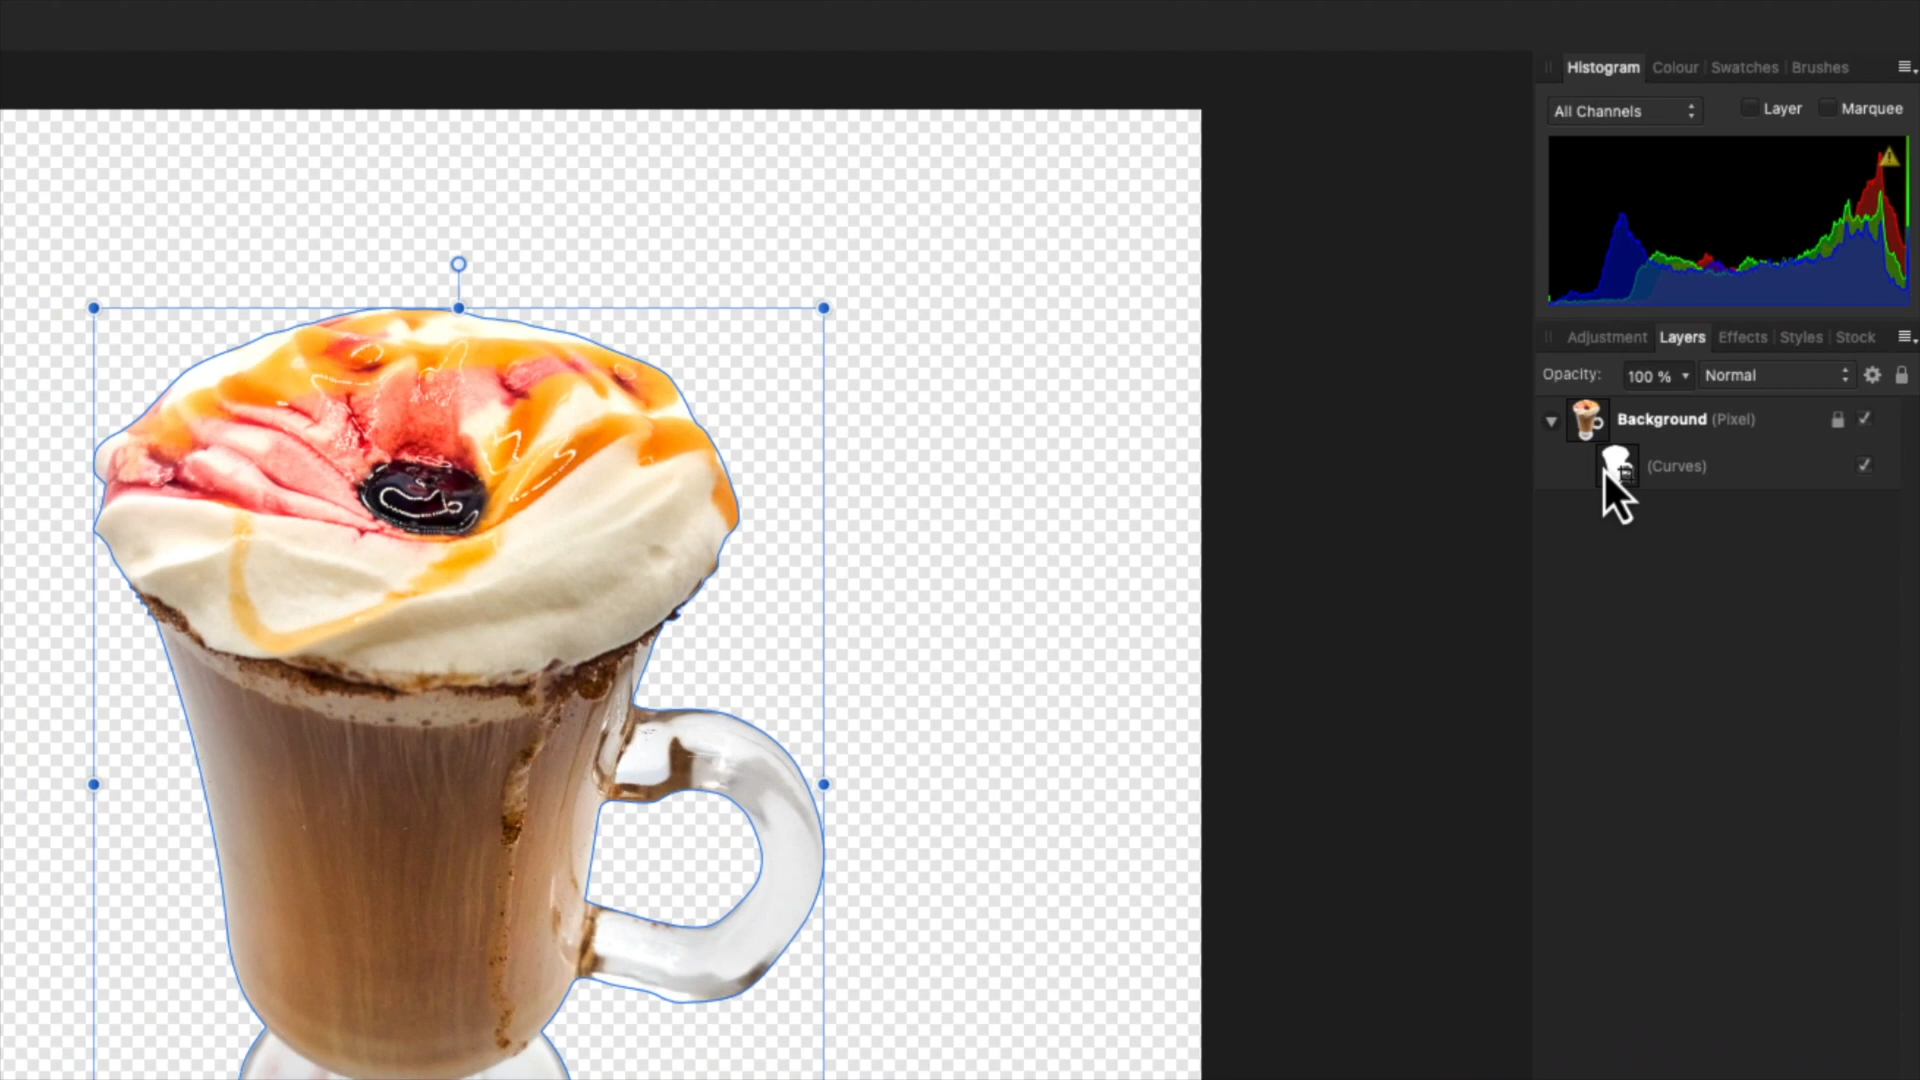 Histogram Colour Swatches Brushes
All Channels Layer Marquee
Adjustment Layers Effects Styles Stock
Opacity: 100 % Normal
Background (Pixel)
(Curves)